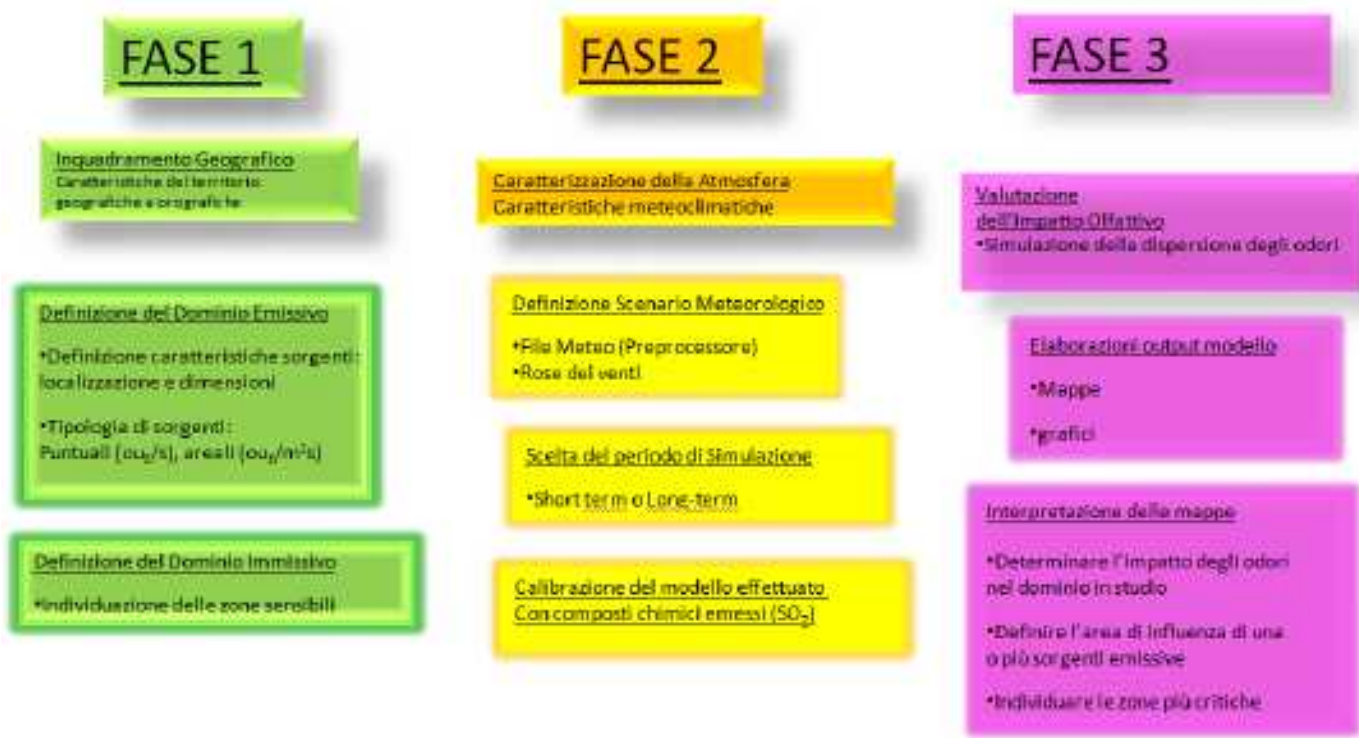 FASE 1
Inquadramento Geografico
Caratteristiche del territorio:
geografiche e orografiche
Definizione del Dominio Emissivo
•Definizione caratteristiche sorgenti:
localizzazione e dimensioni
•Tipologia di sorgenti:
Puntuali (ou_E/s), areali (ou_E/m²s)
Definizione del Dominio Immissivo
•Individuazione delle zone sensibili
FASE 2
Caratterizzazione della Atmosfera
Caratteristiche meteoclimatiche
Definizione Scenario Meteorologico
•File Meteo (Preprocessore)
•Rose dei venti
Scelta del periodo di Simulazione
•Short term o Long-term
Calibrazione del modello effettuato
Con composti chimici emessi (SO₂)
FASE 3
Valutazione
dell'Impatto Olfattivo
•Simulazione della dispersione degli odori
Elaborazioni output modello
•Mappe
•grafici
Interpretazione delle mappe
•Determinare l'impatto degli odori
nel dominio in studio
•Definire l'area di influenza di una
o più sorgenti emissive
•Individuare le zone più critiche